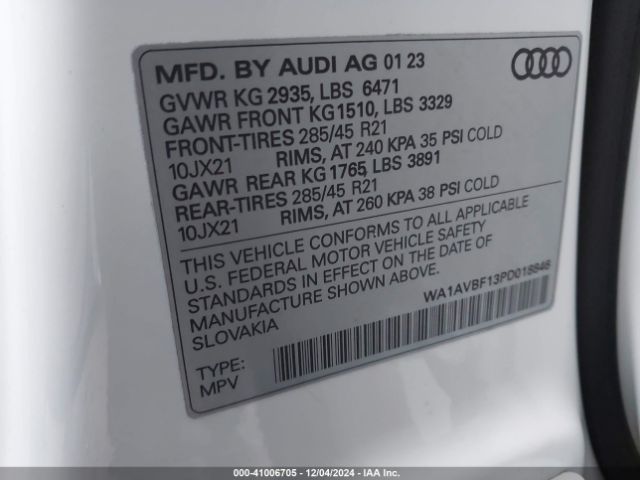 MFD. BY AUDI AG 01 23
GVWR KG 2935, LBS 6471
GAWR FRONT KG1510, LBS 3329
FRONT-TIRES 285/45 R21
10JX21 RIMS, AT 240 KPA 35 PSI COLD
GAWR REAR KG 1765, LBS 3891
REAR-TIRES 285/45 R21
10JX21 RIMS, AT 260 KPA 38 PSI COLD
THIS VEHICLE CONFORMS TO ALL APPLICABLE
U.S. FEDERAL MOTOR VEHICLE SAFETY
STANDARDS IN EFFECT ON THE DATE OF
MANUFACTURE SHOWN ABOVE.
SLOVAKIA
WA1AVBF13PD018848
TYPE:
MPV
000-41006705 - 12/04/2024 - IAA Inc.